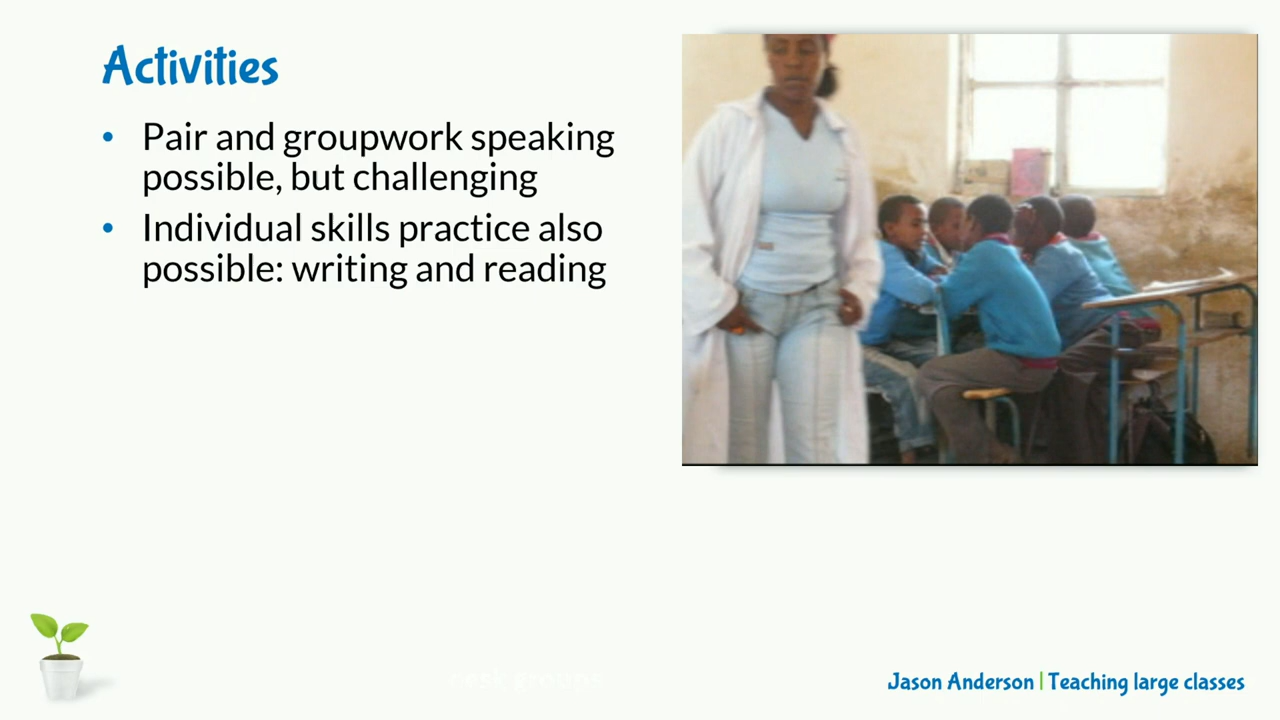 Activities
• Pair and groupwork speaking
possible, but challenging
• Individual skills practice also
possible: writing and reading
Jason Anderson | Teaching large classes